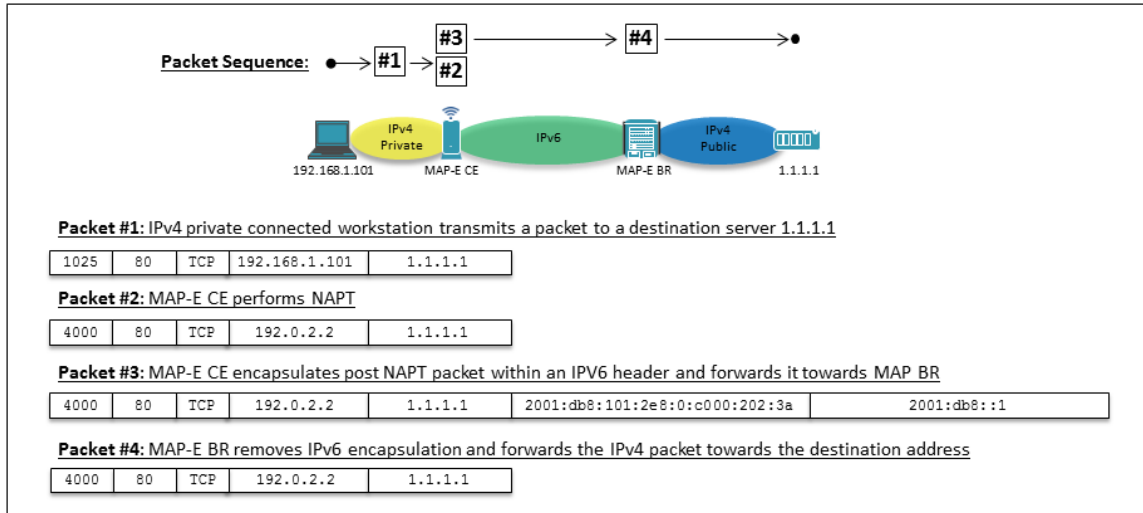 #3 #4
Packet Sequence: #1
#2
IPv4 Private IPv6 IPv4 Public
192.168.1.101 MAP-E CE MAP-E BR 1.1.1.1
Packet #1: IPv4 private connected workstation transmits a packet to a destination server 1.1.1.1
1025 80 TCP 192.168.1.101 1.1.1.1
Packet #2: MAP-E CE performs NAPT
4000 80 TCP 192.0.2.2 1.1.1.1
Packet #3: MAP-E CE encapsulates post NAPT packet within an IPV6 header and forwards it towards MAP BR
4000 80 TCP 192.0.2.2 1.1.1.1 2001:db8:101:2e8:0:c000:202:3a 2001:db8::1
Packet #4: MAP-E BR removes IPv6 encapsulation and forwards the IPv4 packet towards the destination address
4000 80 TCP 192.0.2.2 1.1.1.1